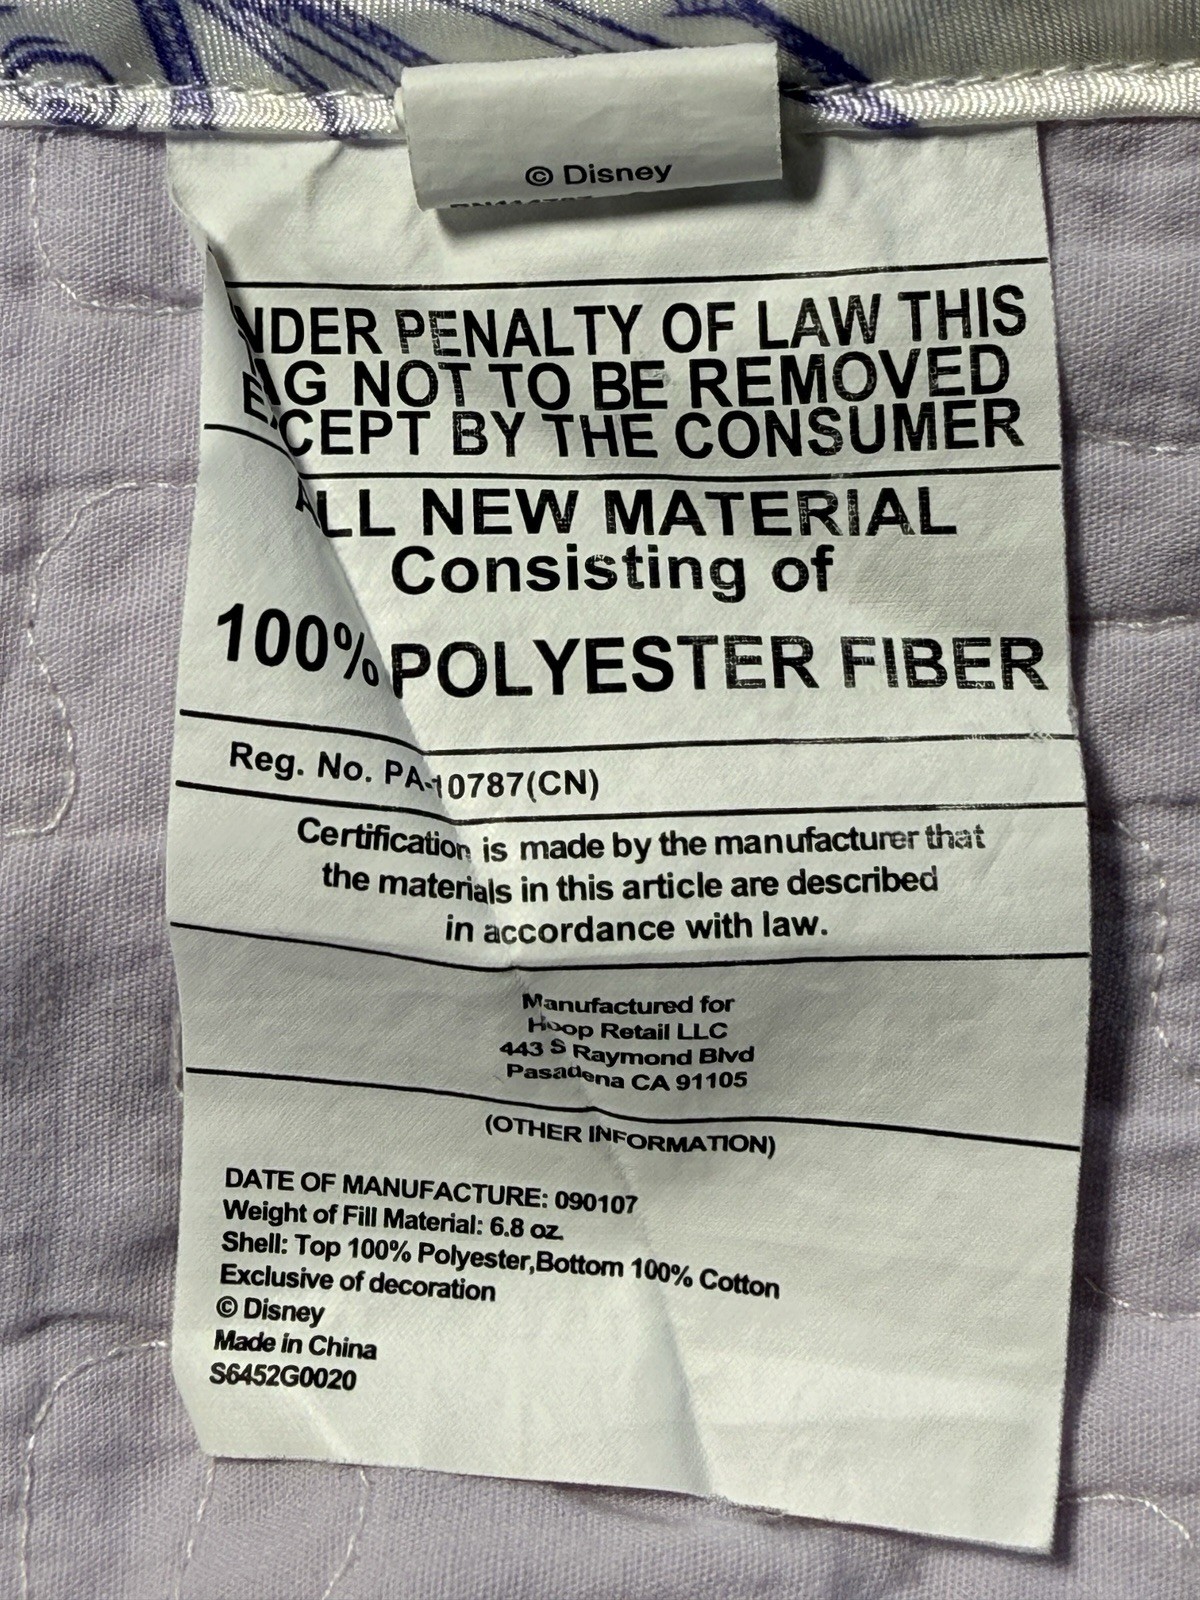 © Disney
NDER PENALTY OF LAW THIS
AG NOT TO BE REMOVED
EXCEPT BY THE CONSUMER
ALL NEW MATERIAL
Consisting of
100% POLYESTER FIBER
Reg. No. PA-10787(CN)
Certification is made by the manufacturer that
the materials in this article are described
in accordance with law.
Manufactured for
Hoop Retail LLC
443 S Raymond Blvd
Pasadena CA 91105
(OTHER INFORMATION)
DATE OF MANUFACTURE: 090107
Weight of Fill Material: 6.8 oz.
Shell: Top 100% Polyester,Bottom 100% Cotton
Exclusive of decoration
© Disney
Made in China
S6452G0020